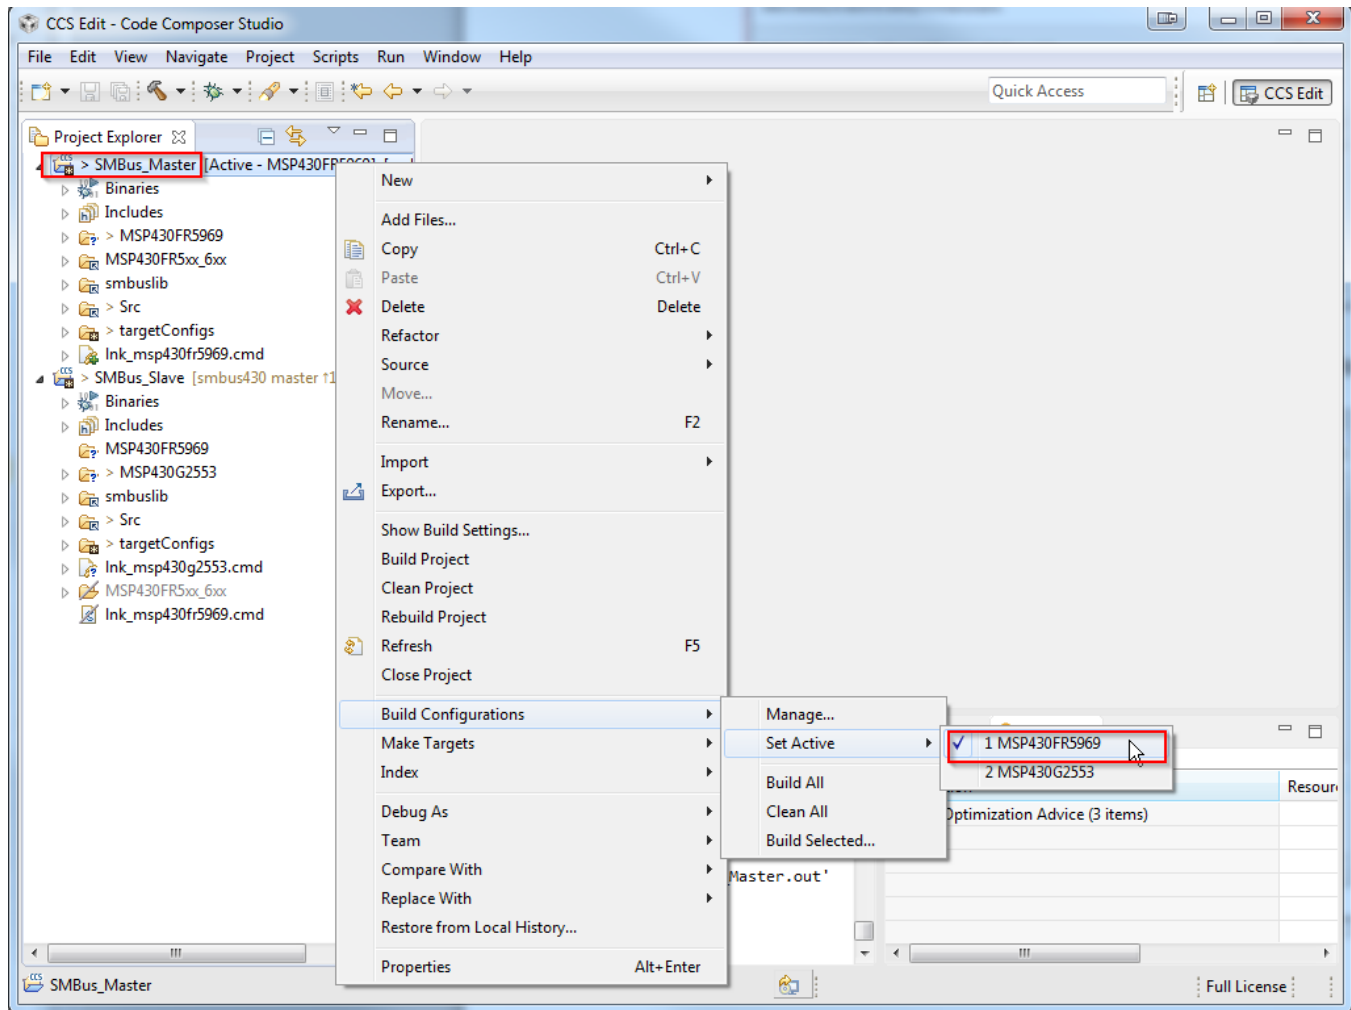 CCS Edit - Code Composer Studio
File Edit View Navigate Project Scripts Run Window Help
Quick Access
CCS Edit
Project Explorer
> SMBus_Master [Active - MSP430FR5969]
Binaries
Includes
> MSP430FR5969
MSP430FR5xx_6xx
smbuslib
> Src
> targetConfigs
lnk_msp430fr5969.cmd
> SMBus_Slave [smbus430 master ↑1
Binaries
Includes
MSP430FR5969
> MSP430G2553
smbuslib
> Src
> targetConfigs
lnk_msp430g2553.cmd
MSP430FR5xx_6xx
lnk_msp430fr5969.cmd
New
Add Files...
Copy Ctrl+C
Paste Ctrl+V
Delete Delete
Refactor
Source
Move...
Rename... F2
Import
Export...
Show Build Settings...
Build Project
Clean Project
Rebuild Project
Refresh F5
Close Project
Build Configurations
Make Targets
Index
Debug As
Team
Compare With
Replace With
Restore from Local History...
Properties Alt+Enter
Manage...
Set Active
Build All
Clean All
Build Selected...
1 MSP430FR5969
2 MSP430G2553
Resour
Optimization Advice (3 items)
Master.out'
SMBus_Master
Full License